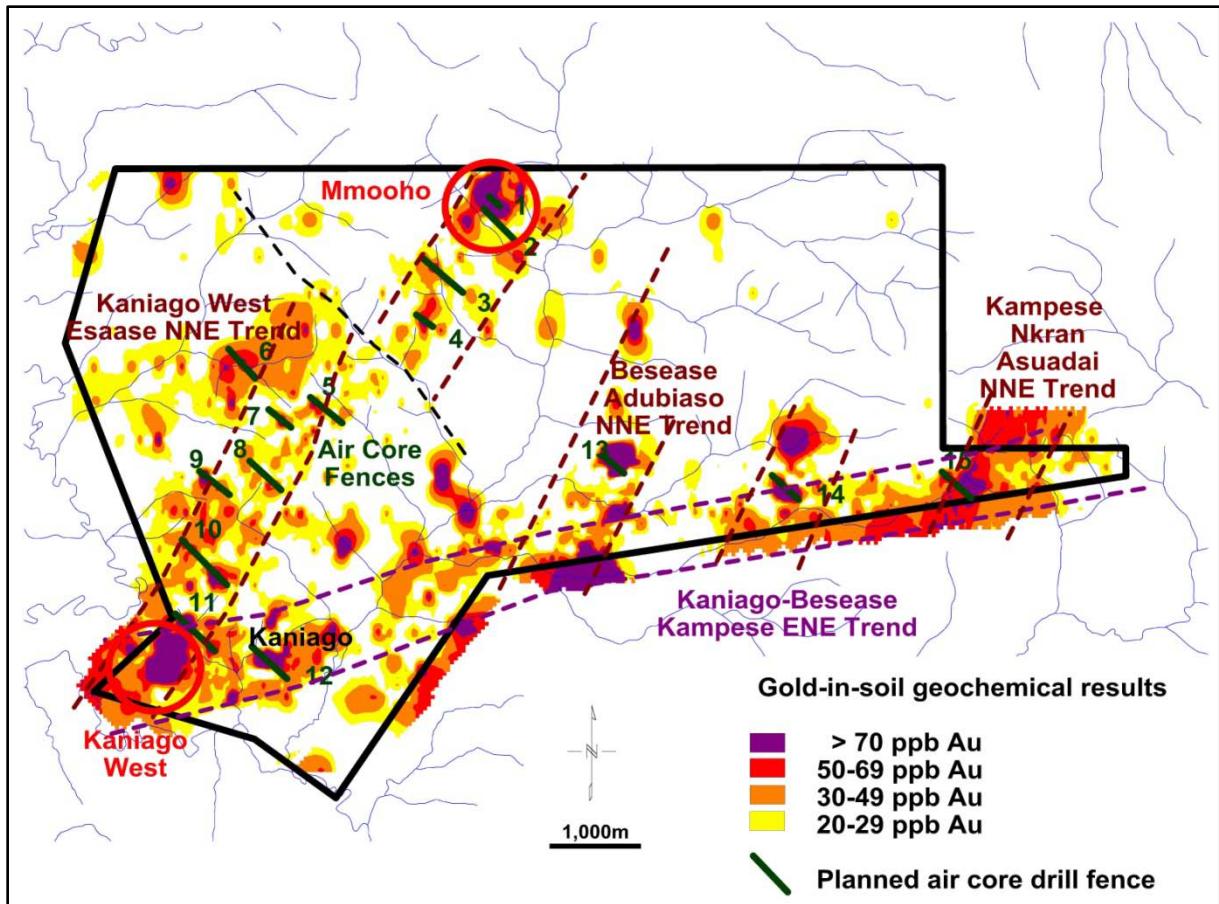 Mmooho
1
2
3
4
Kaniago West
Esaase NNE Trend
6
5
7
Air Core
Fences
8
9
10
11
Kaniago
12
Kaniago
West
Besease
Adubiaso
NNE Trend
13
14
Kampese
Nkran
Asuadai
NNE Trend
15
Kaniago-Besease
Kampese ENE Trend
N
1,000m
Gold-in-soil geochemical results
> 70 ppb Au
50-69 ppb Au
30-49 ppb Au
20-29 ppb Au
Planned air core drill fence